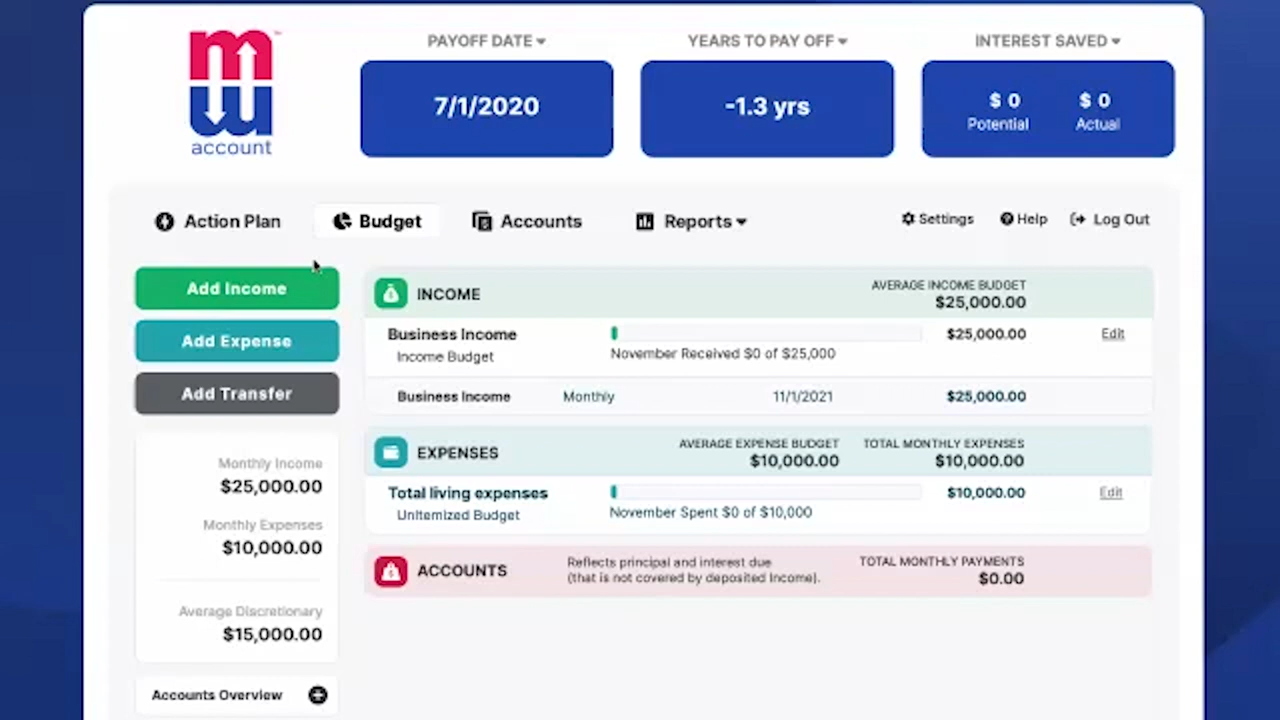 mw
account
PAYOFF DATE
YEARS TO PAY OFF
INTEREST SAVED
7/1/2020
-1.3 yrs
$ 0
Potential
$ 0
Actual
Action Plan
Budget
Accounts
Reports
Settings
Help
Log Out
Add Income
Add Expense
Add Transfer
Monthly Income
$25,000.00
Monthly Expenses
$10,000.00
Average Discretionary
$15,000.00
Accounts Overview
INCOME
AVERAGE INCOME BUDGET
$25,000.00
Business Income
$25,000.00
Edit
Income Budget
November Received $0 of $25,000
Business Income
Monthly
11/1/2021
$25,000.00
EXPENSES
AVERAGE EXPENSE BUDGET
$10,000.00
TOTAL MONTHLY EXPENSES
$10,000.00
Total living expenses
$10,000.00
Edit
Unitemized Budget
November Spent $0 of $10,000
ACCOUNTS
Reflects principal and interest due
(that is not covered by deposited Income).
TOTAL MONTHLY PAYMENTS
$0.00